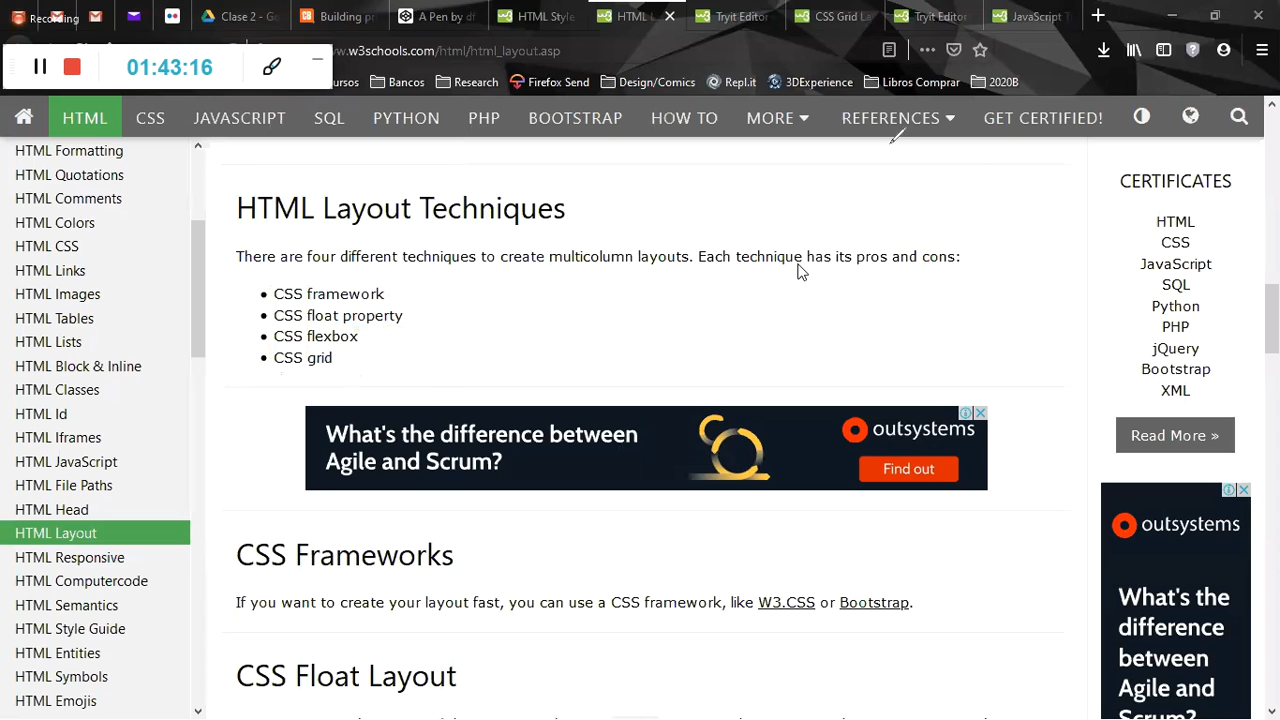 Clase 2 - G
Building pr
A Pen by df
HTML Style
HTML L
Tryit Editor
CSS Grid La
Tryit Editor
JavaScript T
.w3schools.com/html/html_layout.asp
01:43:16
ursos
Bancos
Research
Firefox Send
Design/Comics
Repl.it
3DExperience
Libros Comprar
2020B
HTML
CSS
JAVASCRIPT
SQL
PYTHON
PHP
BOOTSTRAP
HOW TO
MORE
REFERENCES
GET CERTIFIED!
HTML Formatting
HTML Quotations
HTML Comments
HTML Colors
HTML CSS
HTML Links
HTML Images
HTML Tables
HTML Lists
HTML Block & Inline
HTML Classes
HTML Id
HTML Iframes
HTML JavaScript
HTML File Paths
HTML Head
HTML Layout
HTML Responsive
HTML Computercode
HTML Semantics
HTML Style Guide
HTML Entities
HTML Symbols
HTML Emojis
HTML Layout Techniques
There are four different techniques to create multicolumn layouts. Each technique has its pros and cons:
CSS framework
CSS float property
CSS flexbox
CSS grid
What's the difference between
Agile and Scrum?
outsystems
Find out
CSS Frameworks
If you want to create your layout fast, you can use a CSS framework, like W3.CSS or Bootstrap.
CSS Float Layout
CERTIFICATES
HTML
CSS
JavaScript
SQL
Python
PHP
jQuery
Bootstrap
XML
Read More »
outsystems
What's the
difference
between
Agile and
Scrum?